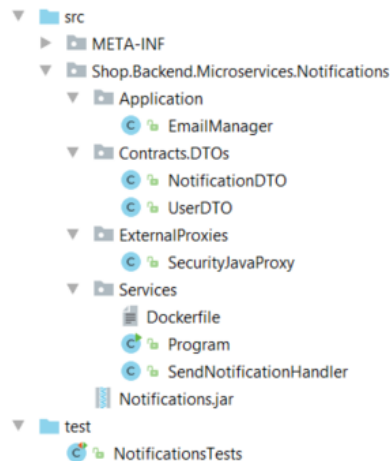 src
META-INF
Shop.Backend.Microservices.Notifications
Application
C EmailManager
Contracts.DTOs
C NotificationDTO
C UserDTO
ExternalProxies
C SecurityJavaProxy
Services
Dockerfile
C Program
C SendNotificationHandler
Notifications.jar
test
C NotificationsTests